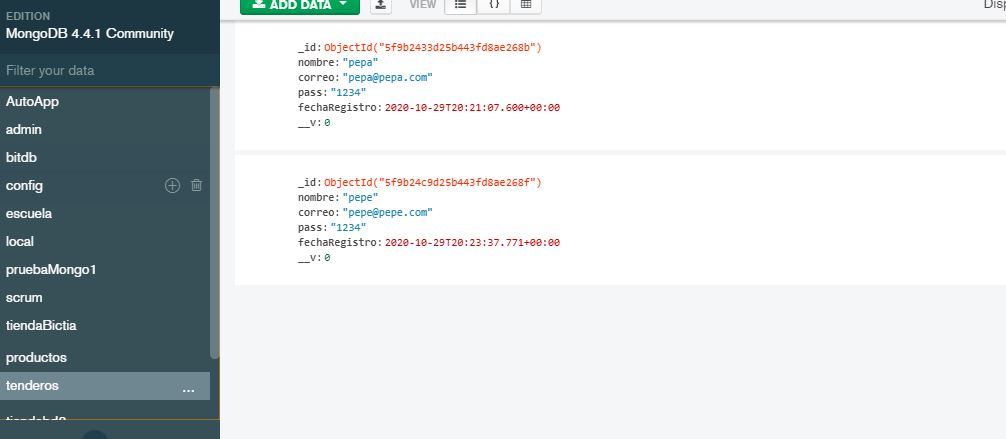 EDITION
MongoDB 4.4.1 Community
Filter your data
AutoApp
admin
bitdb
config
escuela
local
pruebaMongo1
scrum
tiendaBictia
productos
tenderos
...
ADD DATA
VIEW
{}
Disp
_id: ObjectId("5f9b2433d25b443fd8ae268b")
nombre: "pepa"
correo: "pepa@pepa.com"
pass: "1234"
fechaRegistro: 2020-10-29T20:21:07.600+00:00
__v: 0
_id: ObjectId("5f9b24c9d25b443fd8ae268f")
nombre: "pepe"
correo: "pepe@pepe.com"
pass: "1234"
fechaRegistro: 2020-10-29T20:23:37.771+00:00
__v: 0